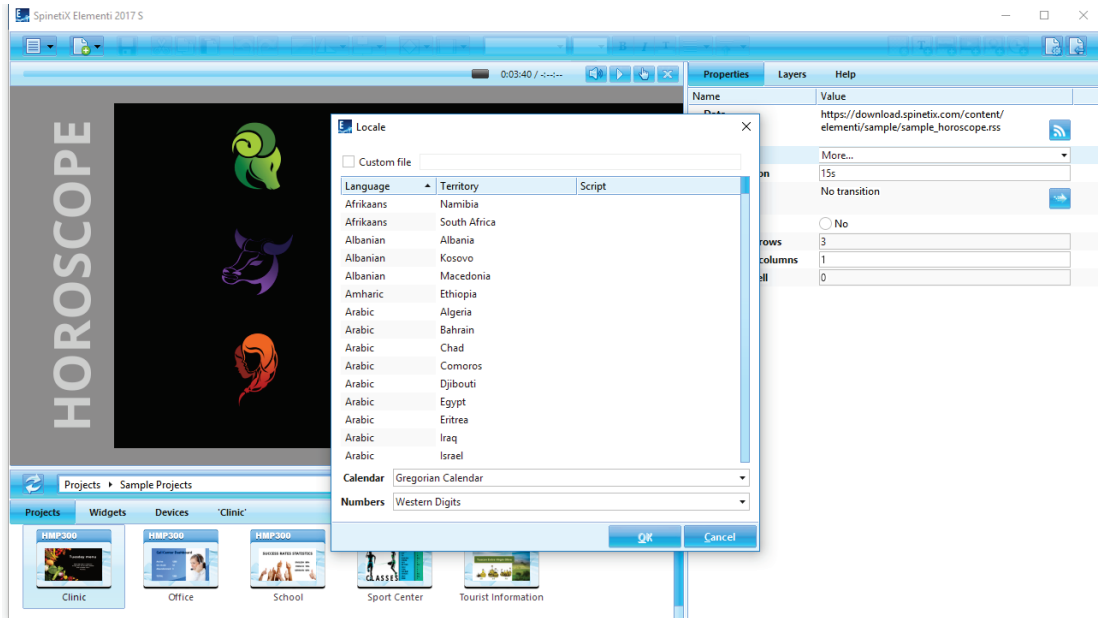 SpinetiX Elementi 2017 S
0:03:40 / -:--:--
Properties Layers Help
Name Value
https://download.spinetix.com/content/
elementi/sample/sample_horoscope.rss
More...
15s
No transition
No
rows 3
columns 1
0
HOROSCOPE
Locale
Custom file
Language Territory Script
Afrikaans Namibia
Afrikaans South Africa
Albanian Albania
Albanian Kosovo
Albanian Macedonia
Amharic Ethiopia
Arabic Algeria
Arabic Bahrain
Arabic Chad
Arabic Comoros
Arabic Djibouti
Arabic Egypt
Arabic Eritrea
Arabic Iraq
Arabic Israel
Calendar Gregorian Calendar
Numbers Western Digits
OK Cancel
Projects Sample Projects
Projects Widgets Devices 'Clinic'
HMP300 HMP300 HMP300
SUCCESS RATES STATISTICS
CLASSES
Clinic Office School Sport Center Tourist Information